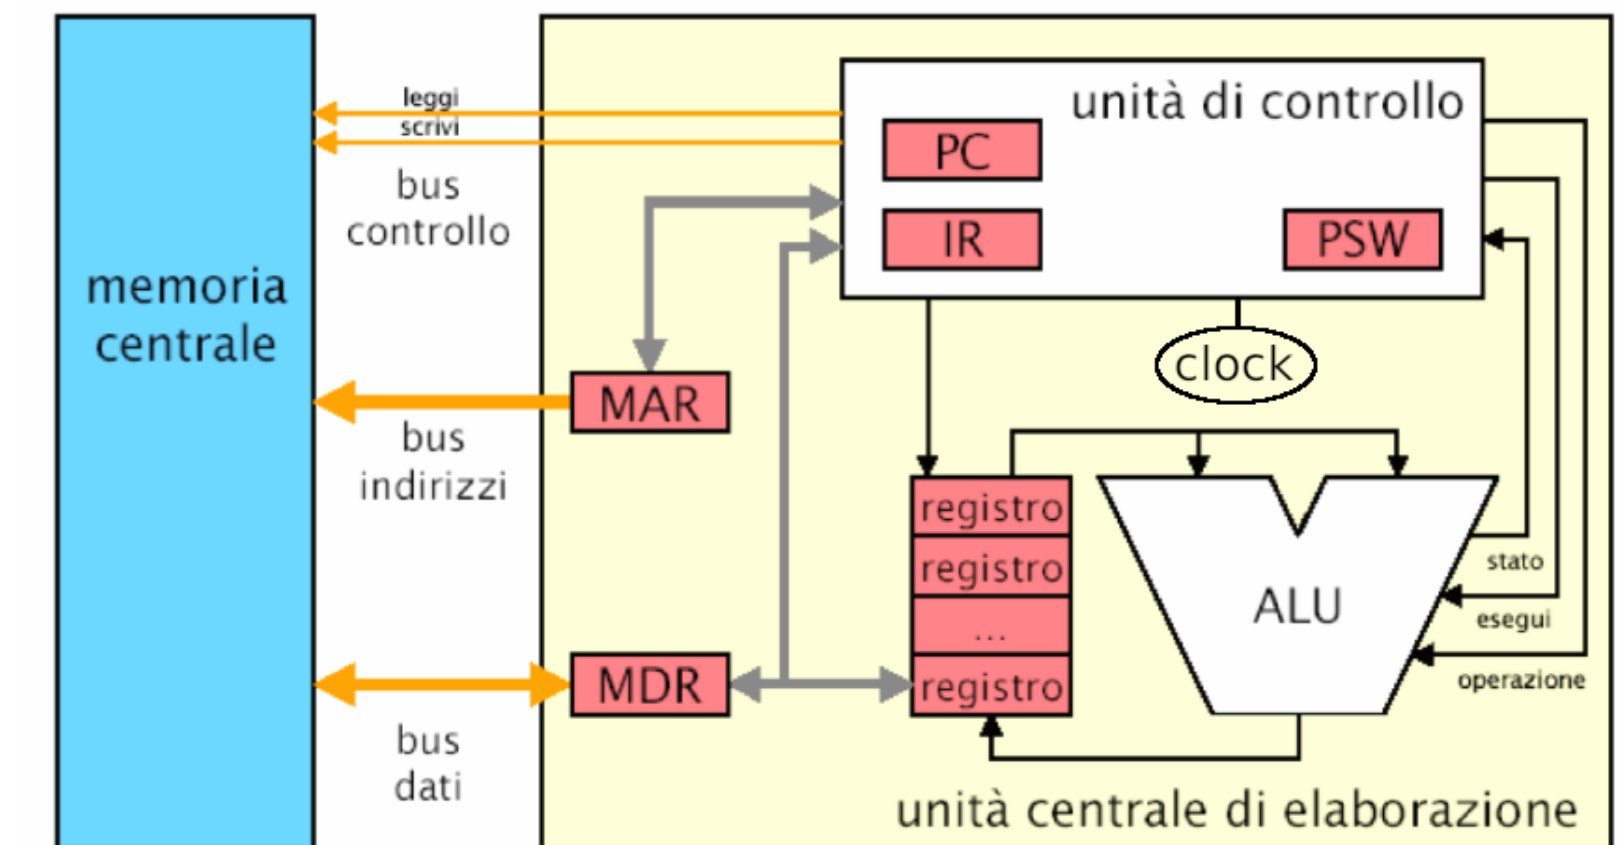 leggi
scrivi
bus
controllo
memoria
centrale
bus
indirizzi
bus
dati
unità di controllo
PC
IR
PSW
clock
MAR
MDR
registro
registro
...
registro
ALU
stato
esegui
operazione
unità centrale di elaborazione